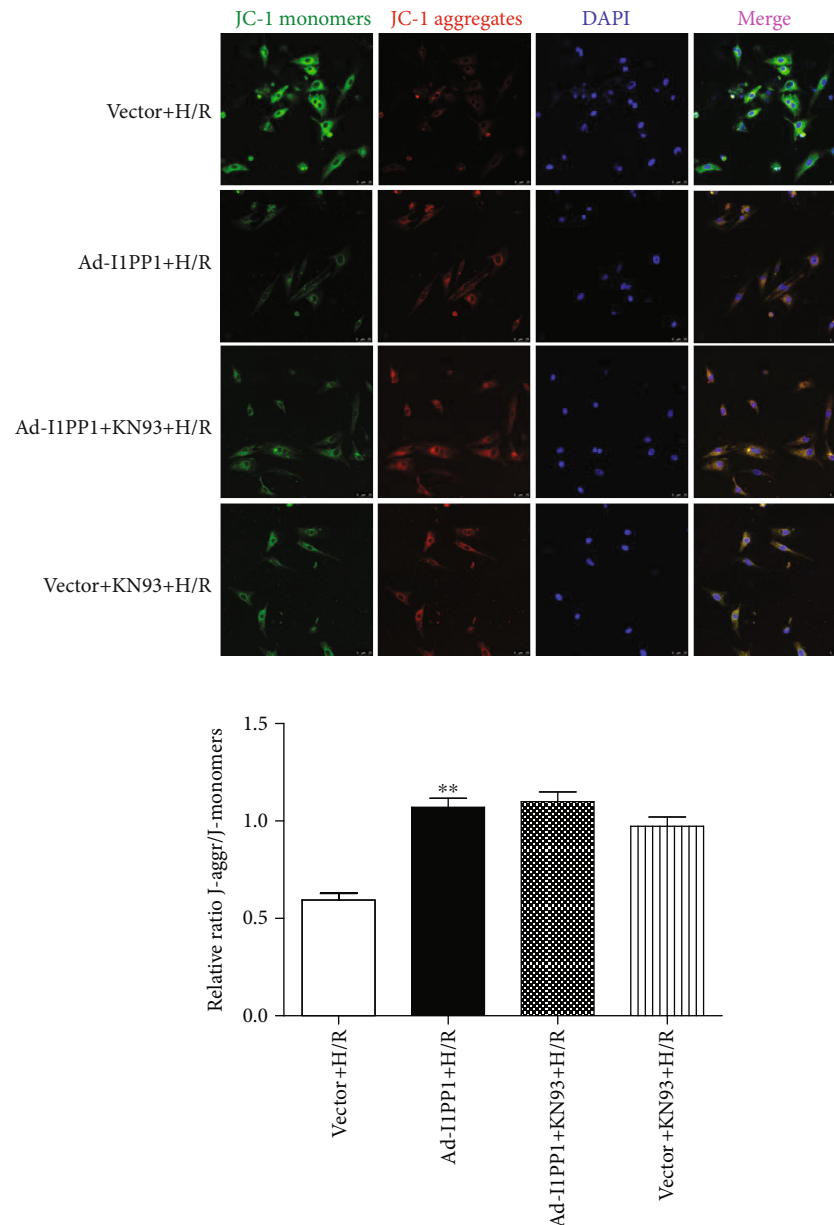 JC-1 monomers JC-1 aggregates DAPI Merge
Vector+H/R
Ad-I1PP1+H/R
Ad-I1PP1+KN93+H/R
Vector+KN93+H/R
Relative ratio J-aggr/J-monomers
1.5
1.0
0.5
0.0
**
Vector+H/R
Ad-I1PP1+H/R
Ad-I1PP1+KN93+H/R
Vector+KN93+H/R